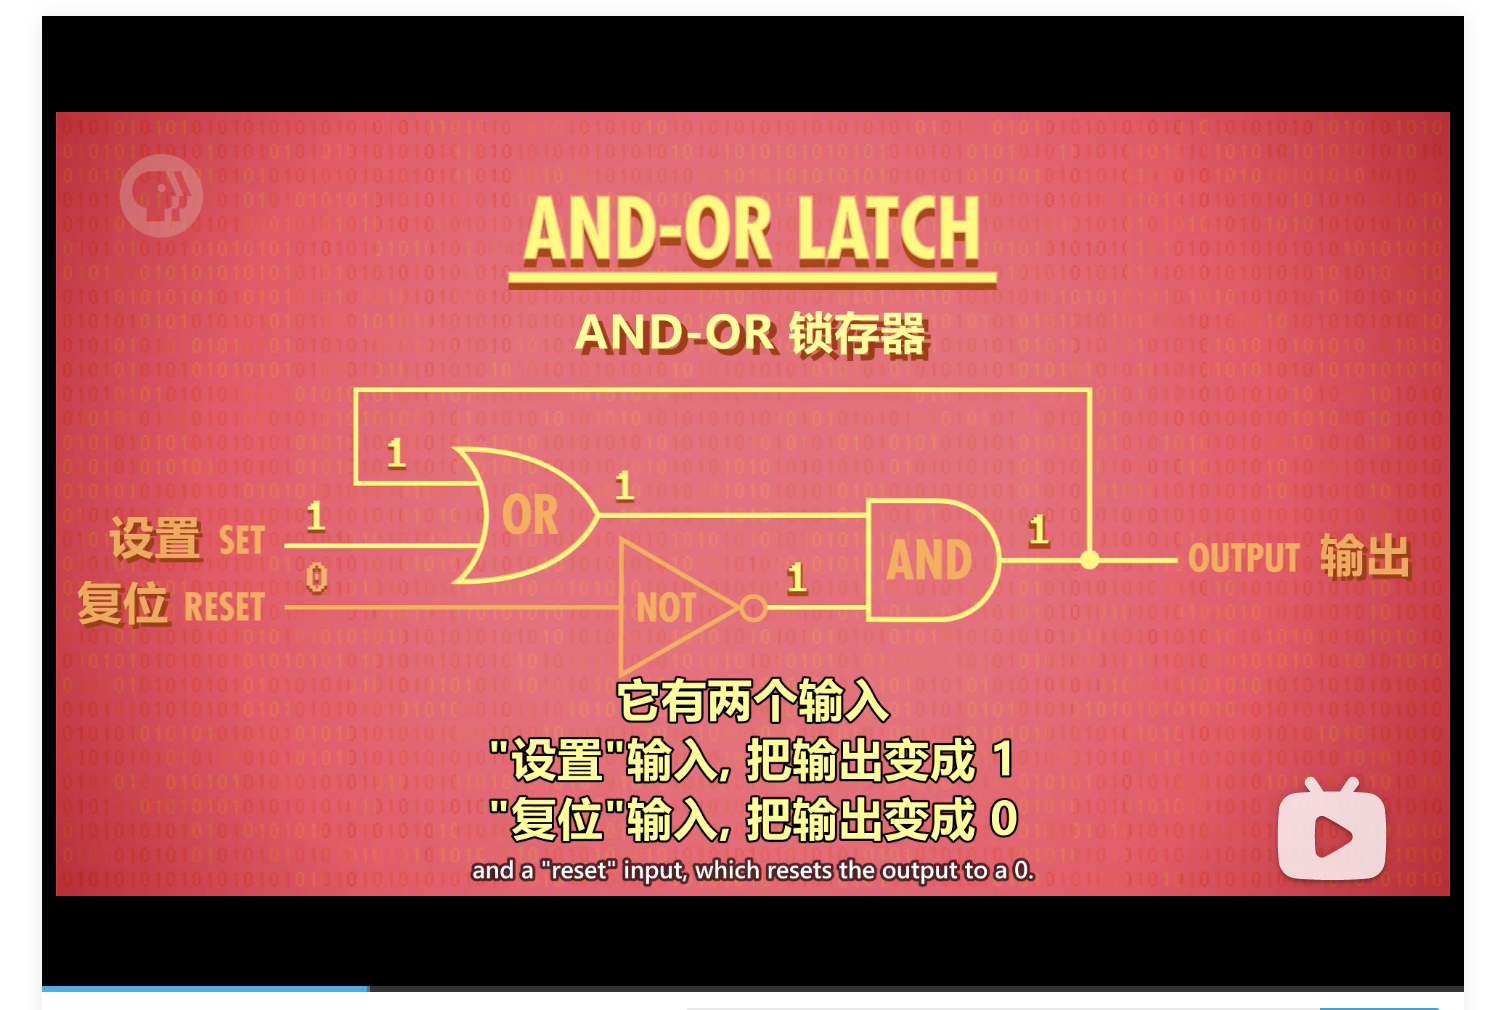 AND-OR LATCH
AND-OR 锁存器
1
1
OR
1
设置 SET
0
复位 RESET
NOT
1
AND
1
OUTPUT 输出
它有两个输入
"设置"输入, 把输出变成 1
"复位"输入, 把输出变成 0
and a "reset" input, which resets the output to a 0.